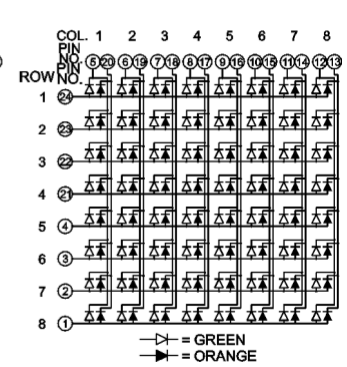 COL. 1 2 3 4 5 6 7 8
PIN
NO. 5 20 6 19 7 18 8 17 9 16 10 15 11 14 12 13
ROW PIN
NO.
1 24
2 23
3 22
4 21
5 4
6 3
7 2
8 1
= GREEN
= ORANGE